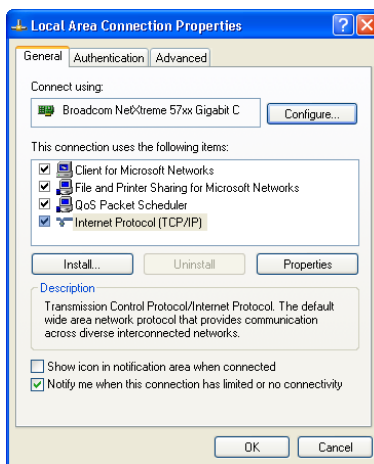 Local Area Connection Properties
General
Authentication
Advanced
Connect using:
Broadcom NetXtreme 57xx Gigabit C
Configure...
This connection uses the following items:
Client for Microsoft Networks
File and Printer Sharing for Microsoft Networks
QoS Packet Scheduler
Internet Protocol (TCP/IP)
Install...
Uninstall
Properties
Description
Transmission Control Protocol/Internet Protocol. The default
wide area network protocol that provides communication
across diverse interconnected networks.
Show icon in notification area when connected
Notify me when this connection has limited or no connectivity
OK
Cancel